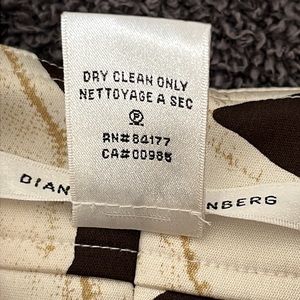 DRY CLEAN ONLY
NETTOYAGE A SEC
P
RN#84177
CA#00985
DIAN NBERG